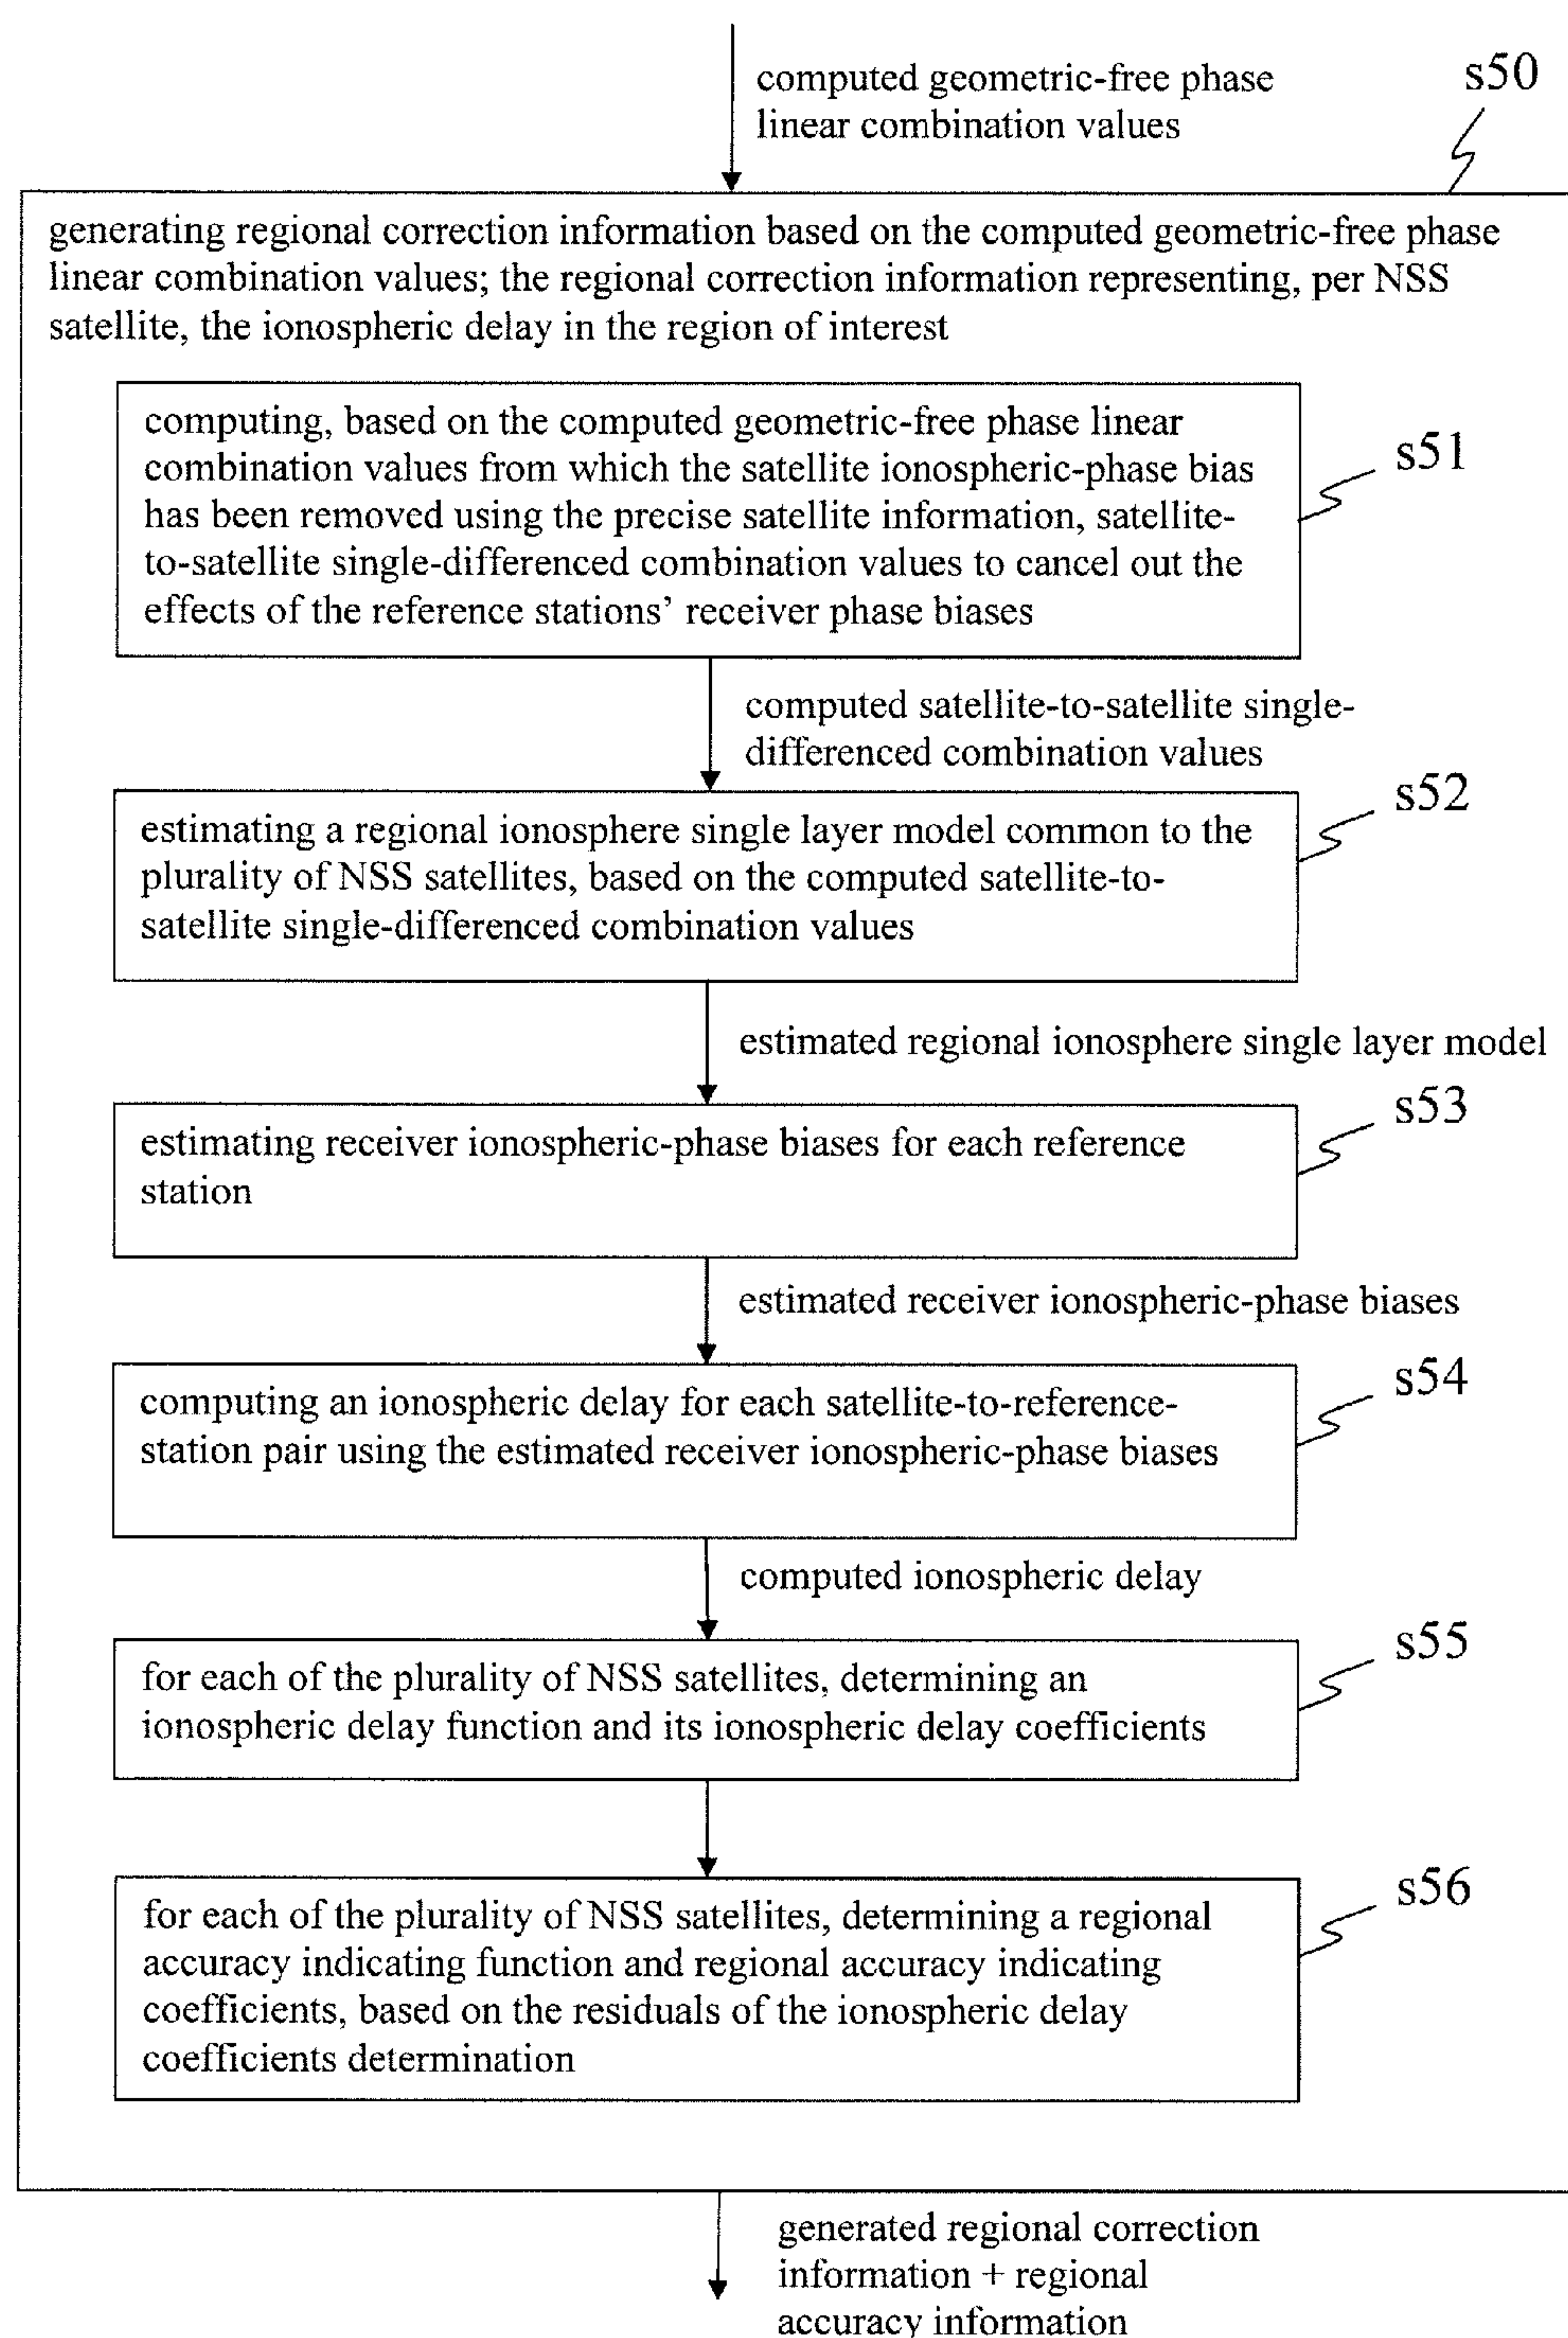 computed geometric-free phase
linear combination values
s50
generating regional correction information based on the computed geometric-free phase
linear combination values; the regional correction information representing, per NSS
satellite, the ionospheric delay in the region of interest
computing, based on the computed geometric-free phase linear
combination values from which the satellite ionospheric-phase bias
has been removed using the precise satellite information, satellite-
to-satellite single-differenced combination values to cancel out the
effects of the reference stations’ receiver phase biases
s51
computed satellite-to-satellite single-
differenced combination values
s52
estimating a regional ionosphere single layer model common to the
plurality of NSS satellites, based on the computed satellite-to-
satellite single-differenced combination values
estimated regional ionosphere single layer model
s53
estimating receiver ionospheric-phase biases for each reference
station
estimated receiver ionospheric-phase biases
s54
computing an ionospheric delay for each satellite-to-reference-
station pair using the estimated receiver ionospheric-phase biases
computed ionospheric delay
s55
for each of the plurality of NSS satellites, determining an
ionospheric delay function and its ionospheric delay coefficients
s56
for each of the plurality of NSS satellites, determining a regional
accuracy indicating function and regional accuracy indicating
coefficients, based on the residuals of the ionospheric delay
coefficients determination
generated regional correction
information + regional
accuracy information